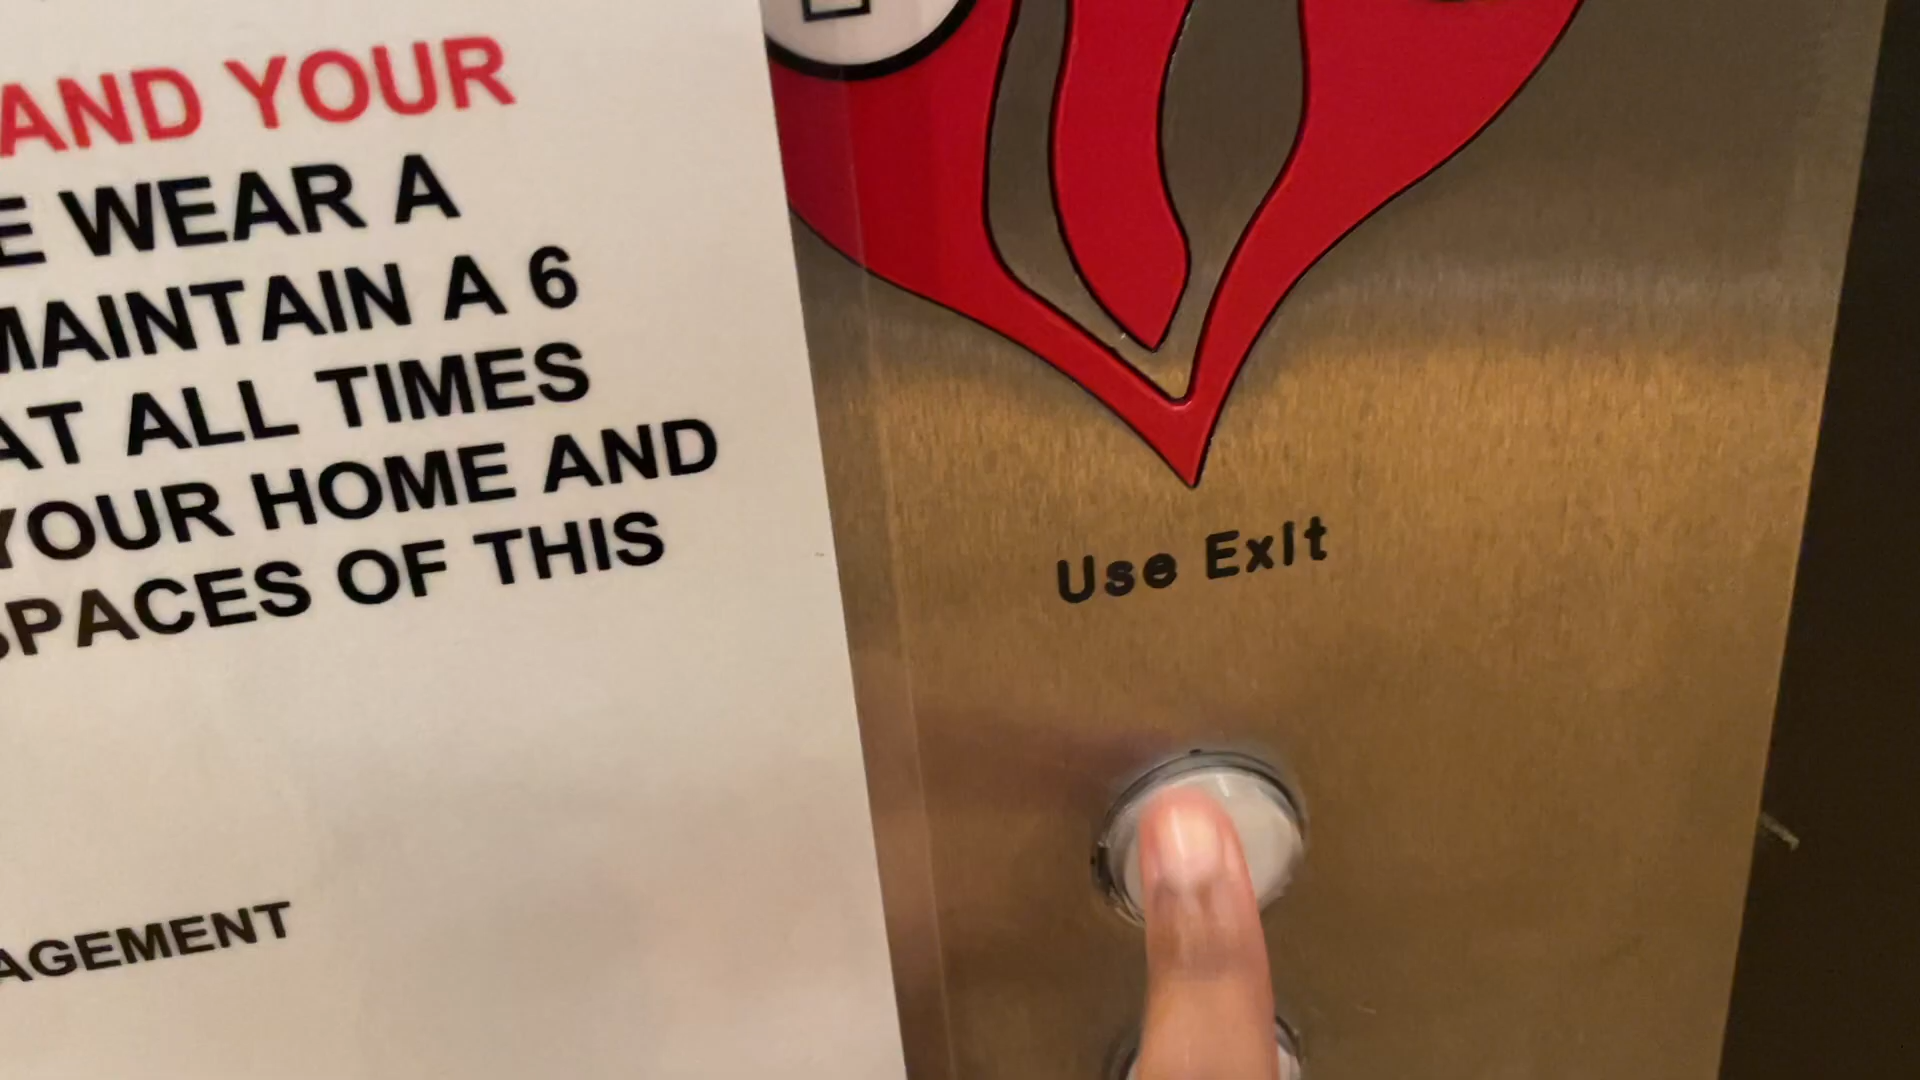 AND YOUR
WEAR A
MAINTAIN A 6
AT ALL TIMES
YOUR HOME AND
SPACES OF THIS
AGEMENT
Use Exit